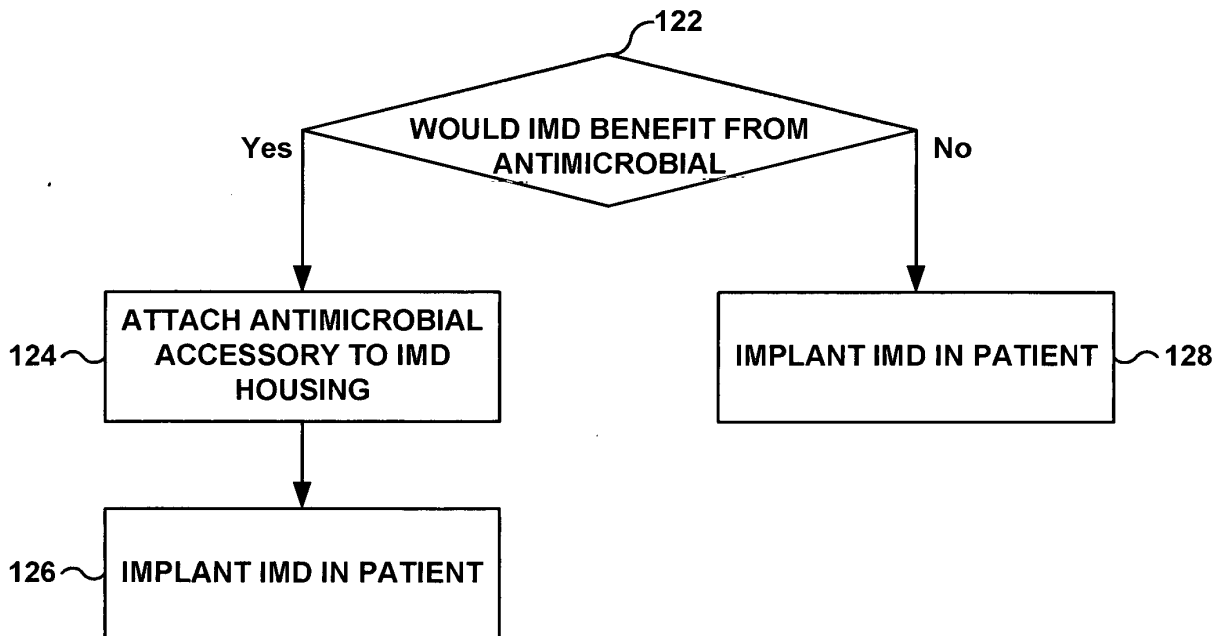 122
WOULD IMD BENEFIT FROM
ANTIMICROBIAL
Yes
No
ATTACH ANTIMICROBIAL
ACCESSORY TO IMD
HOUSING
124
IMPLANT IMD IN PATIENT
128
126
IMPLANT IMD IN PATIENT